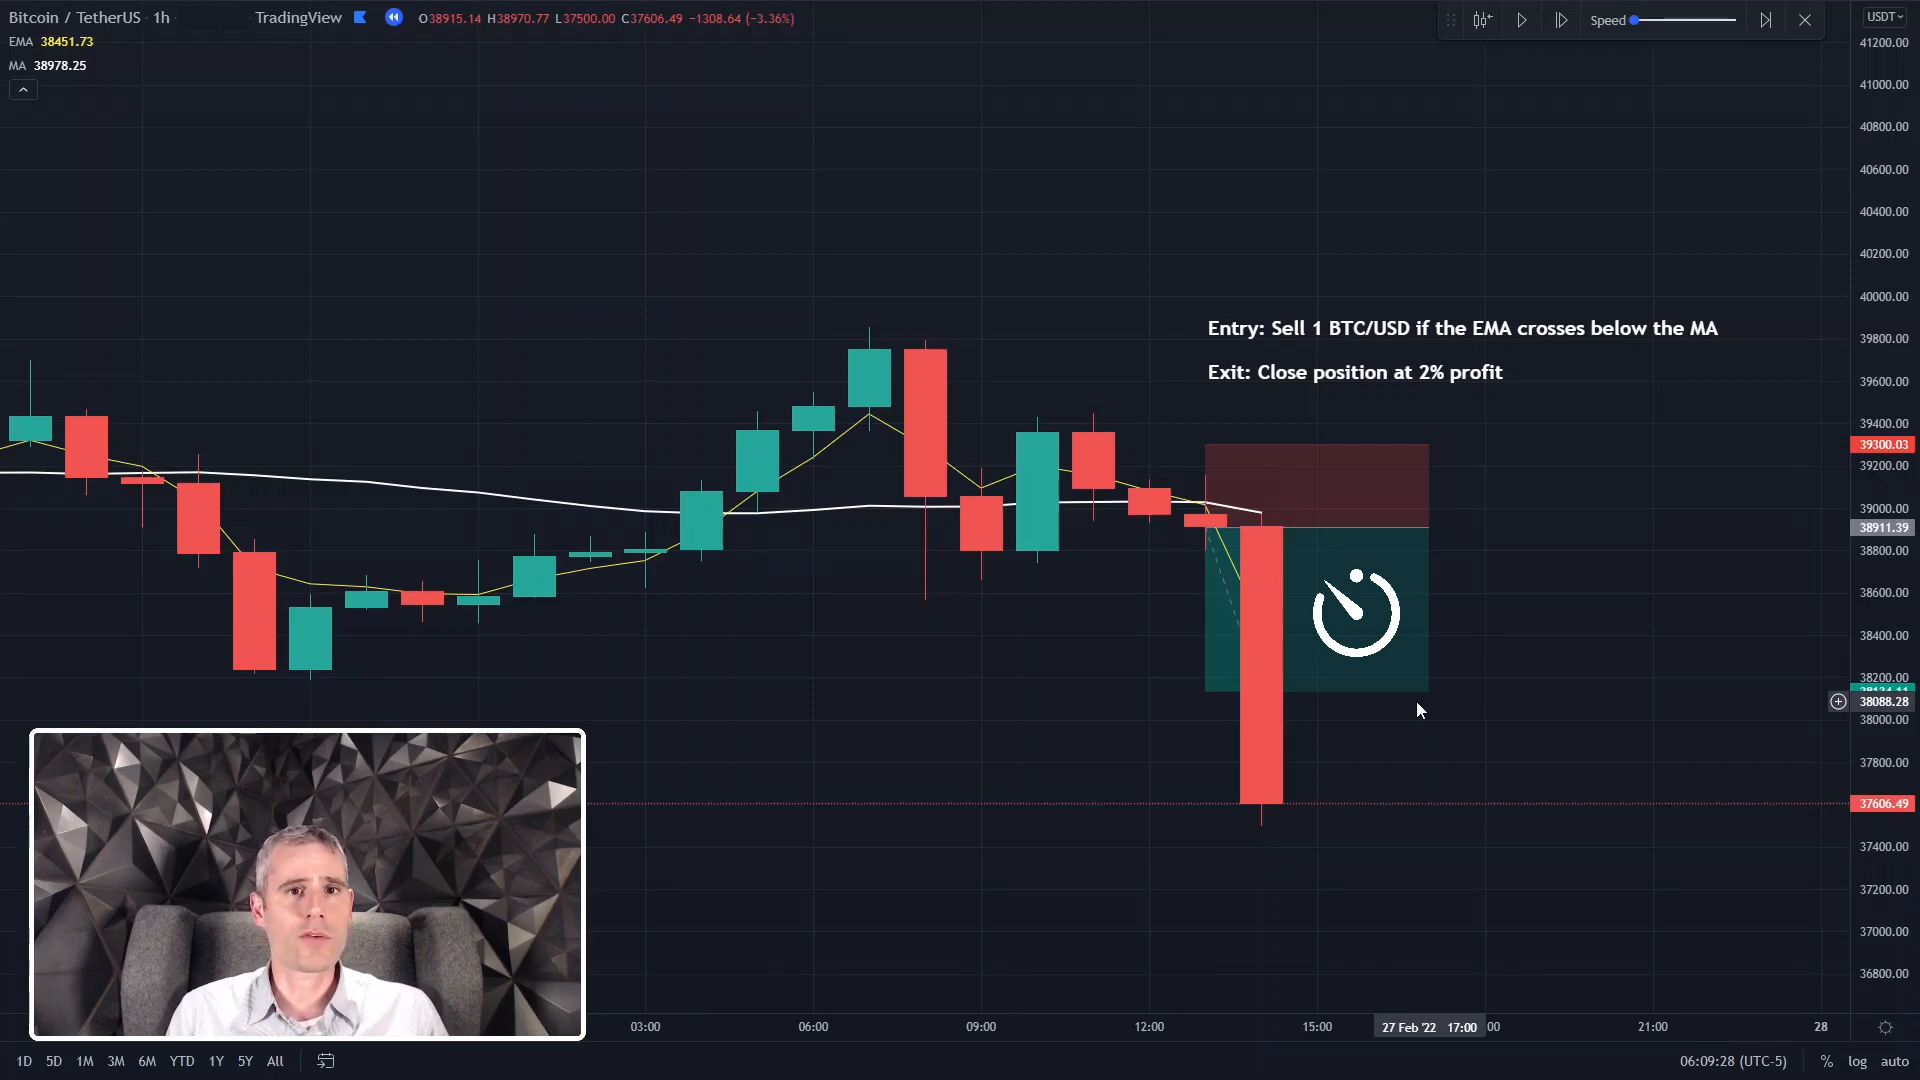 Bitcoin / TetherUS 1h TradingView O38915.14 H38970.77 L37500.00 C37606.49 −1308.64 (−3.36%)
Speed
USDT
EMA 38451.73
MA 38978.25
41200.00
41000.00
40800.00
40600.00
40400.00
40200.00
40000.00
Entry: Sell 1 BTC/USD if the EMA crosses below the MA
39800.00
Exit: Close position at 2% profit
39600.00
39400.00
39300.03
39200.00
39000.00
38911.39
38800.00
38600.00
38400.00
38200.00
38088.28
38000.00
37800.00
37606.49
37400.00
37200.00
37000.00
36800.00
03:00 06:00 09:00 12:00 15:00 27 Feb '22 17:00 :00 21:00 28
1D 5D 1M 3M 6M YTD 1Y 5Y All 06:09:28 (UTC-5) % log auto